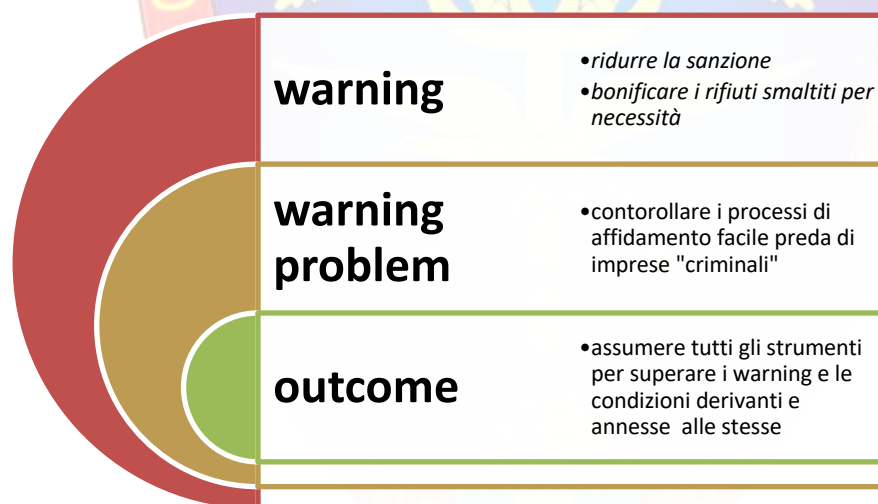 warning
•ridurre la sanzione
•bonificare i rifiuti smaltiti per
necessità
warning
problem
•contorollare i processi di
affidamento facile preda di
imprese "criminali"
outcome
•assumere tutti gli strumenti
per superare i warning e le
condizioni derivanti e
annesse  alle stesse